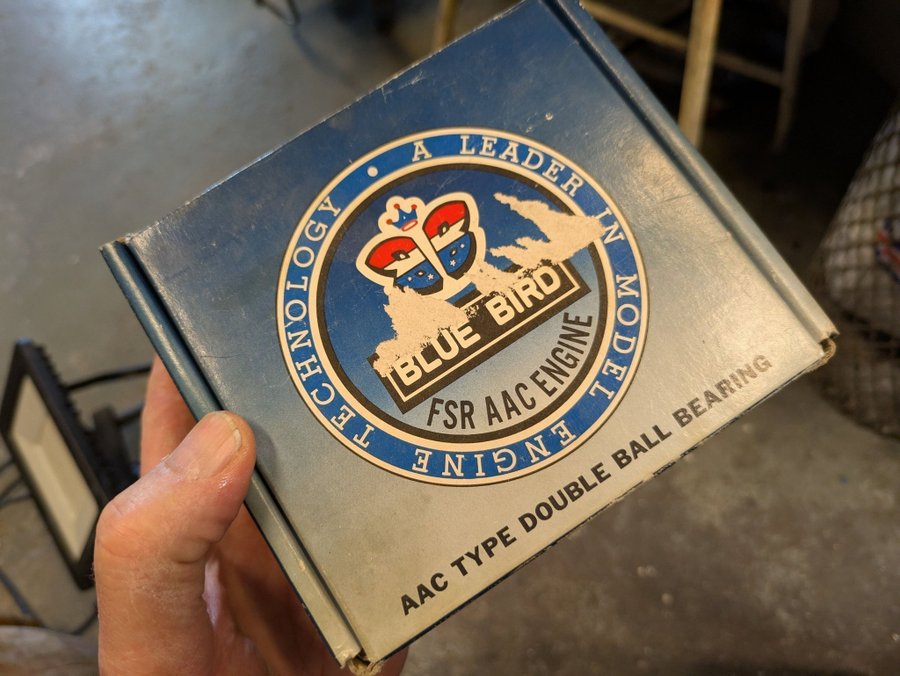 A LEADER IN MODEL ENGINE TECHNOLOGY •
BLUE BIRD
FSR AAC ENGINE
AAC TYPE DOUBLE BALL BEARING